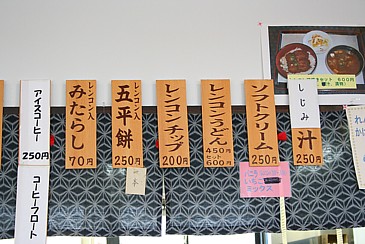 アイスコーヒー
250円
コーヒーフロート
レンコン入
みたらし
70円
レンコン入
五平餅
250円
レンコンチップ
200円
レンコンうどん
450円
セット
600円
ソフトクリーム
250円
ミックス
しじみ
汁
250円
セット 600円